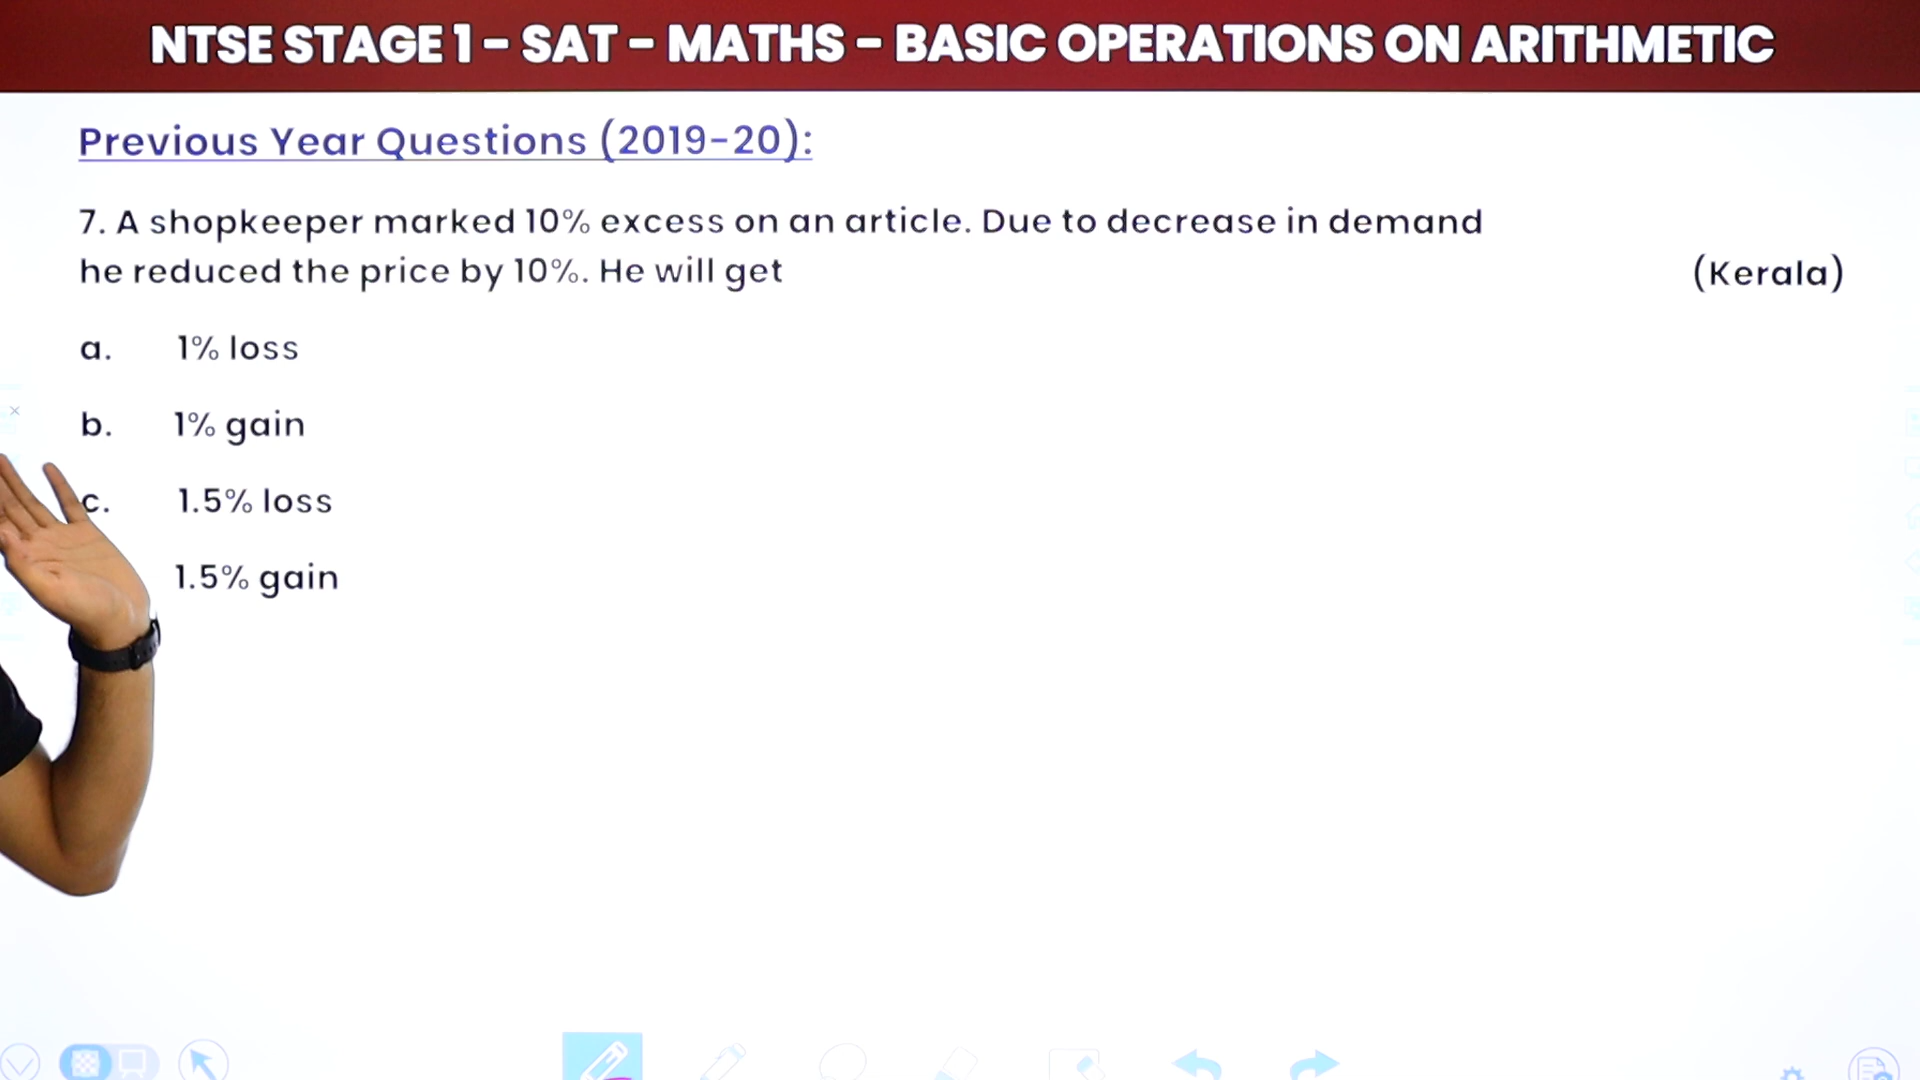 NTSE STAGE 1 - SAT - MATHS - BASIC OPERATIONS ON ARITHMETIC
Previous Year Questions (2019-20):
7. A shopkeeper marked 10% excess on an article. Due to decrease in demand
he reduced the price by 10%. He will get (Kerala)
a. 1% loss
b. 1% gain
c. 1.5% loss
1.5% gain